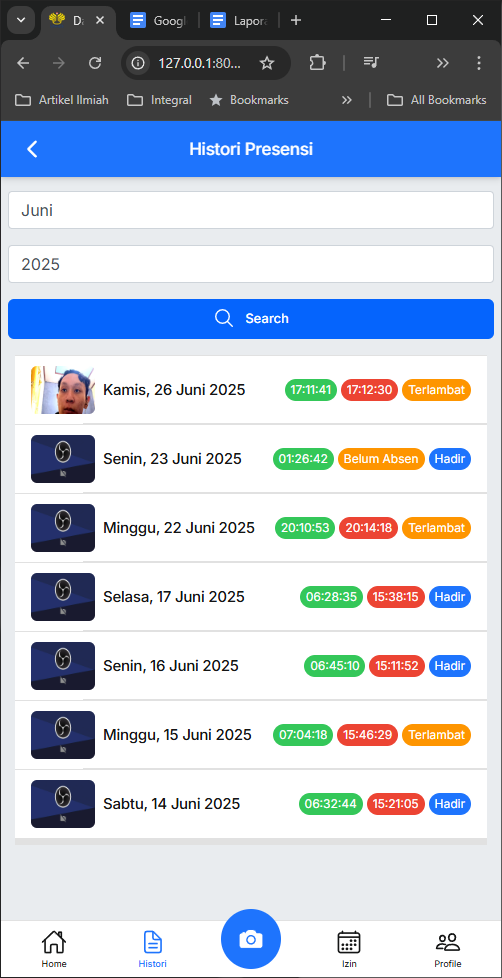 Da
Googl
Lapora
127.0.0.1:80...
Artikel Ilmiah
Integral
Bookmarks
All Bookmarks
Histori Presensi
Juni
2025
Search
Kamis, 26 Juni 2025 17:11:41 17:12:30 Terlambat
Senin, 23 Juni 2025 01:26:42 Belum Absen Hadir
Minggu, 22 Juni 2025 20:10:53 20:14:18 Terlambat
Selasa, 17 Juni 2025 06:28:35 15:38:15 Hadir
Senin, 16 Juni 2025 06:45:10 15:11:52 Hadir
Minggu, 15 Juni 2025 07:04:18 15:46:29 Terlambat
Sabtu, 14 Juni 2025 06:32:44 15:21:05 Hadir
Home
Histori
Izin
Profile